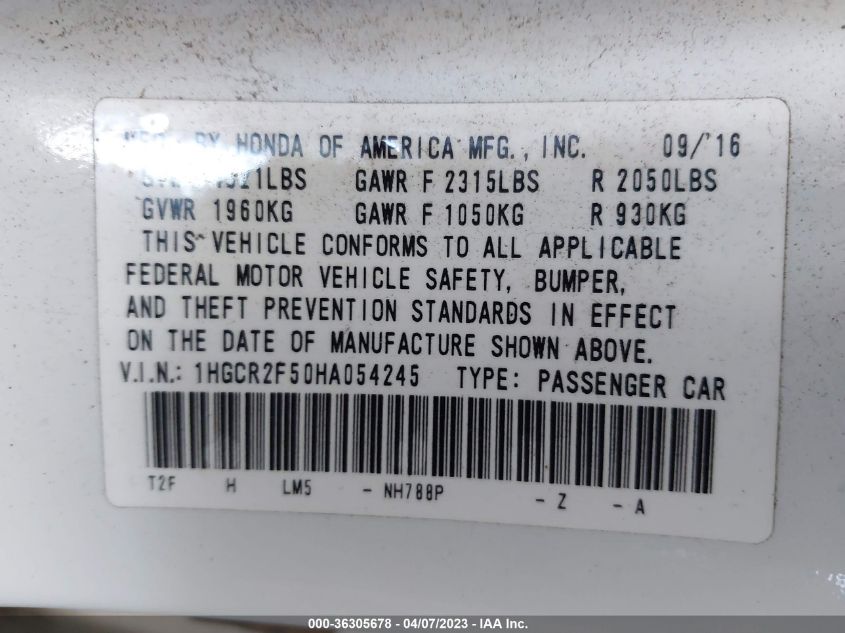 BY HONDA OF AMERICA MFG., INC. 09/'16
GAWR F 2315LBS R 2050LBS
GVWR 1960KG GAWR F 1050KG R 930KG
THIS VEHICLE CONFORMS TO ALL APPLICABLE
FEDERAL MOTOR VEHICLE SAFETY, BUMPER,
AND THEFT PREVENTION STANDARDS IN EFFECT
ON THE DATE OF MANUFACTURE SHOWN ABOVE.
V.I.N.: 1HGCR2F50HA054245 TYPE: PASSENGER CAR
T2F H LM5 - NH788P - Z - A
000-36305678 - 04/07/2023 - IAA Inc.